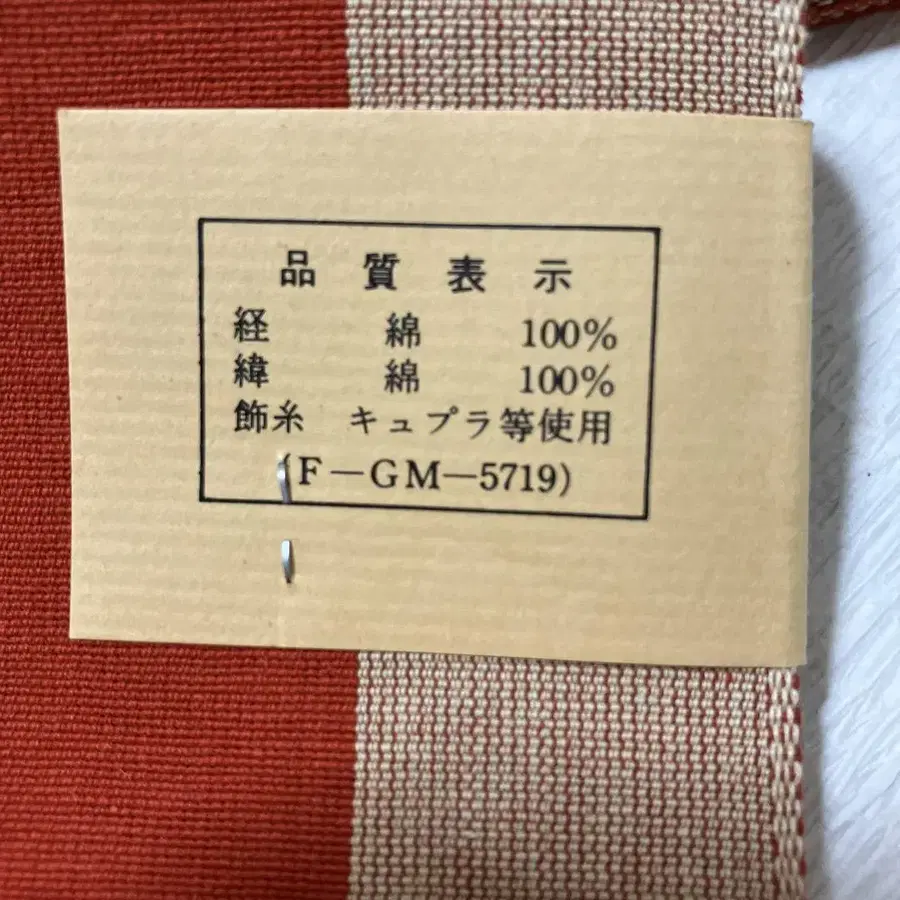 品質表示
経 綿 100%
緯 綿 100%
飾糸 キュプラ等使用
(F-GM-5719)